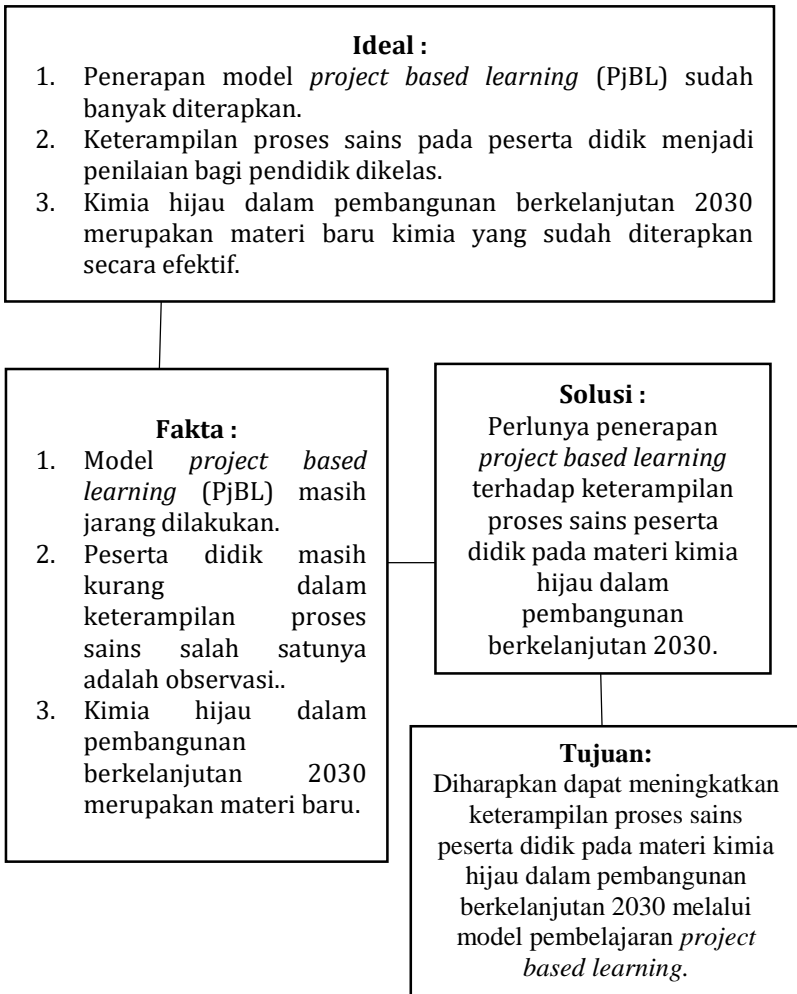 Ideal :
1. Penerapan model project based learning (PjBL) sudah
banyak diterapkan.
2. Keterampilan proses sains pada peserta didik menjadi
penilaian bagi pendidik dikelas.
3. Kimia hijau dalam pembangunan berkelanjutan 2030
merupakan materi baru kimia yang sudah diterapkan
secara efektif.
Fakta :
1. Model project based
learning (PjBL) masih
jarang dilakukan.
2. Peserta didik masih
kurang dalam
keterampilan proses
sains salah satunya
adalah observasi..
3. Kimia hijau dalam
pembangunan
berkelanjutan 2030
merupakan materi baru.
Solusi :
Perlunya penerapan
project based learning
terhadap keterampilan
proses sains peserta
didik pada materi kimia
hijau dalam
pembangunan
berkelanjutan 2030.
Tujuan:
Diharapkan dapat meningkatkan
keterampilan proses sains
peserta didik pada materi kimia
hijau dalam pembangunan
berkelanjutan 2030 melalui
model pembelajaran project
based learning.